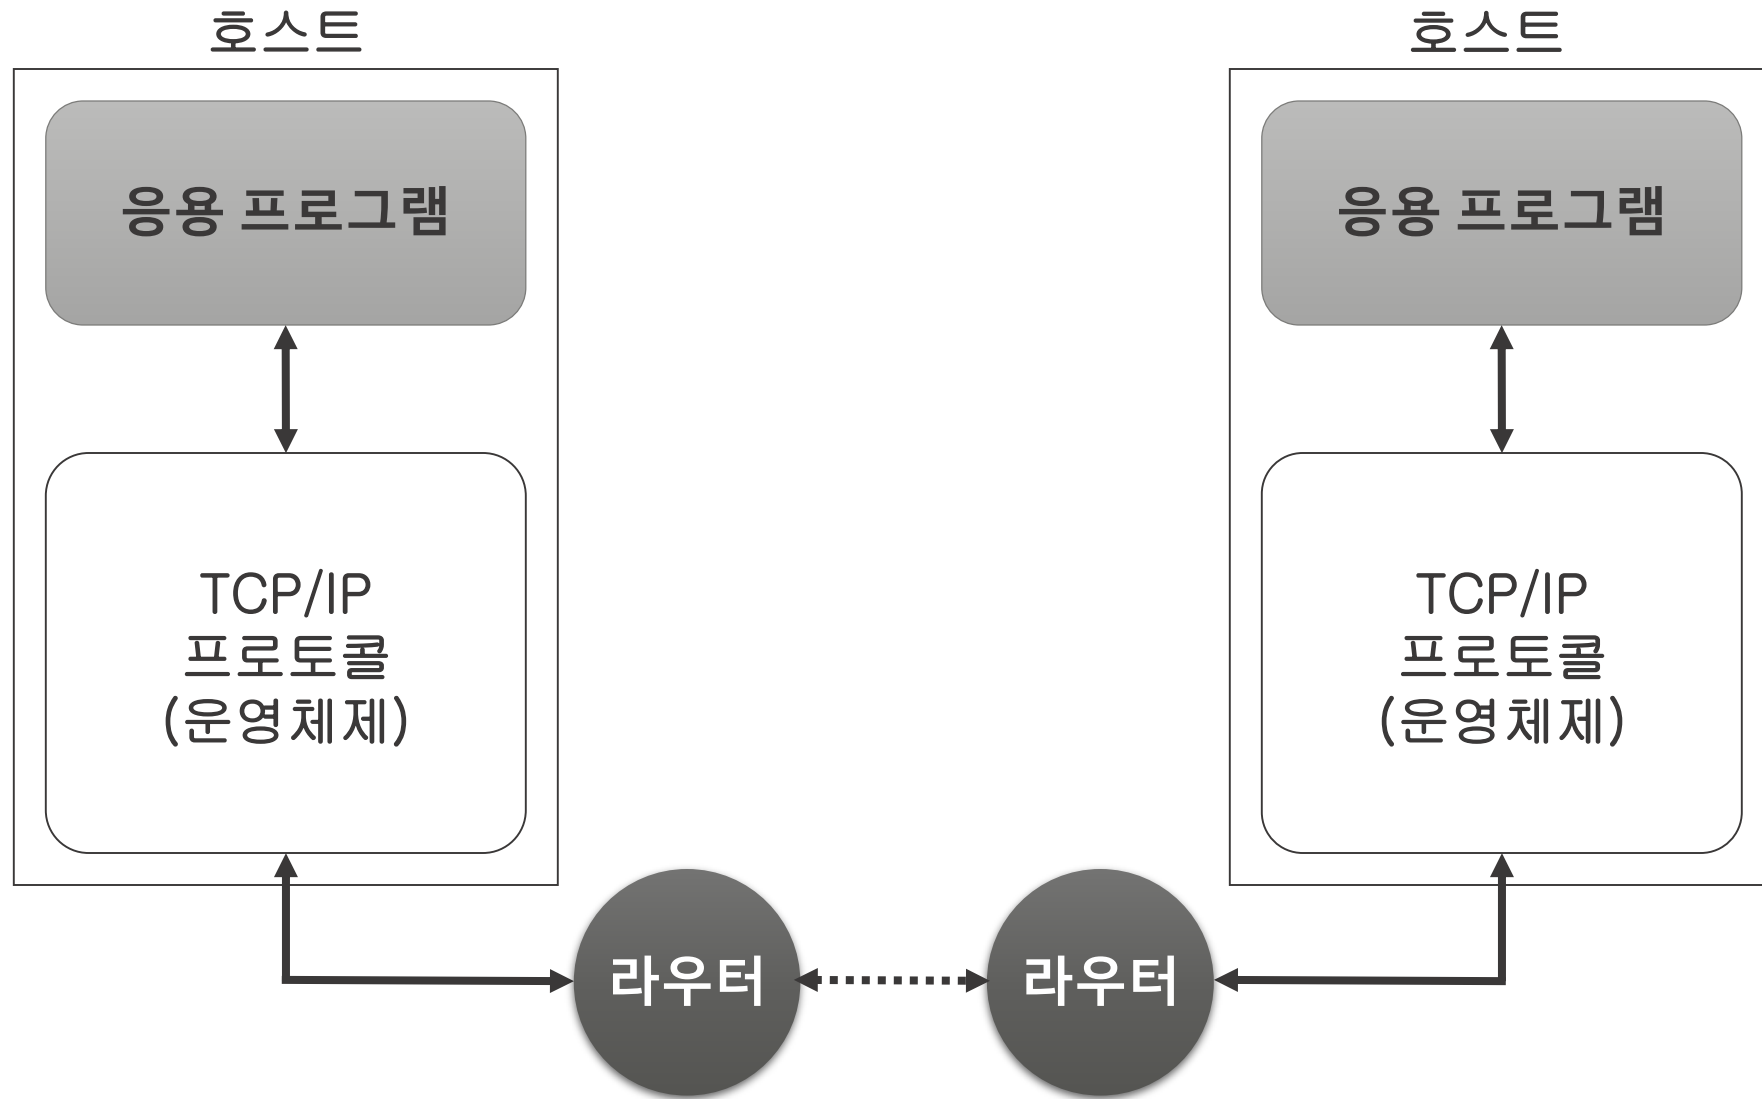 호스트
응용 프로그램
TCP/IP
프로토콜
(운영체제)
호스트
응용 프로그램
TCP/IP
프로토콜
(운영체제)
라우터
라우터